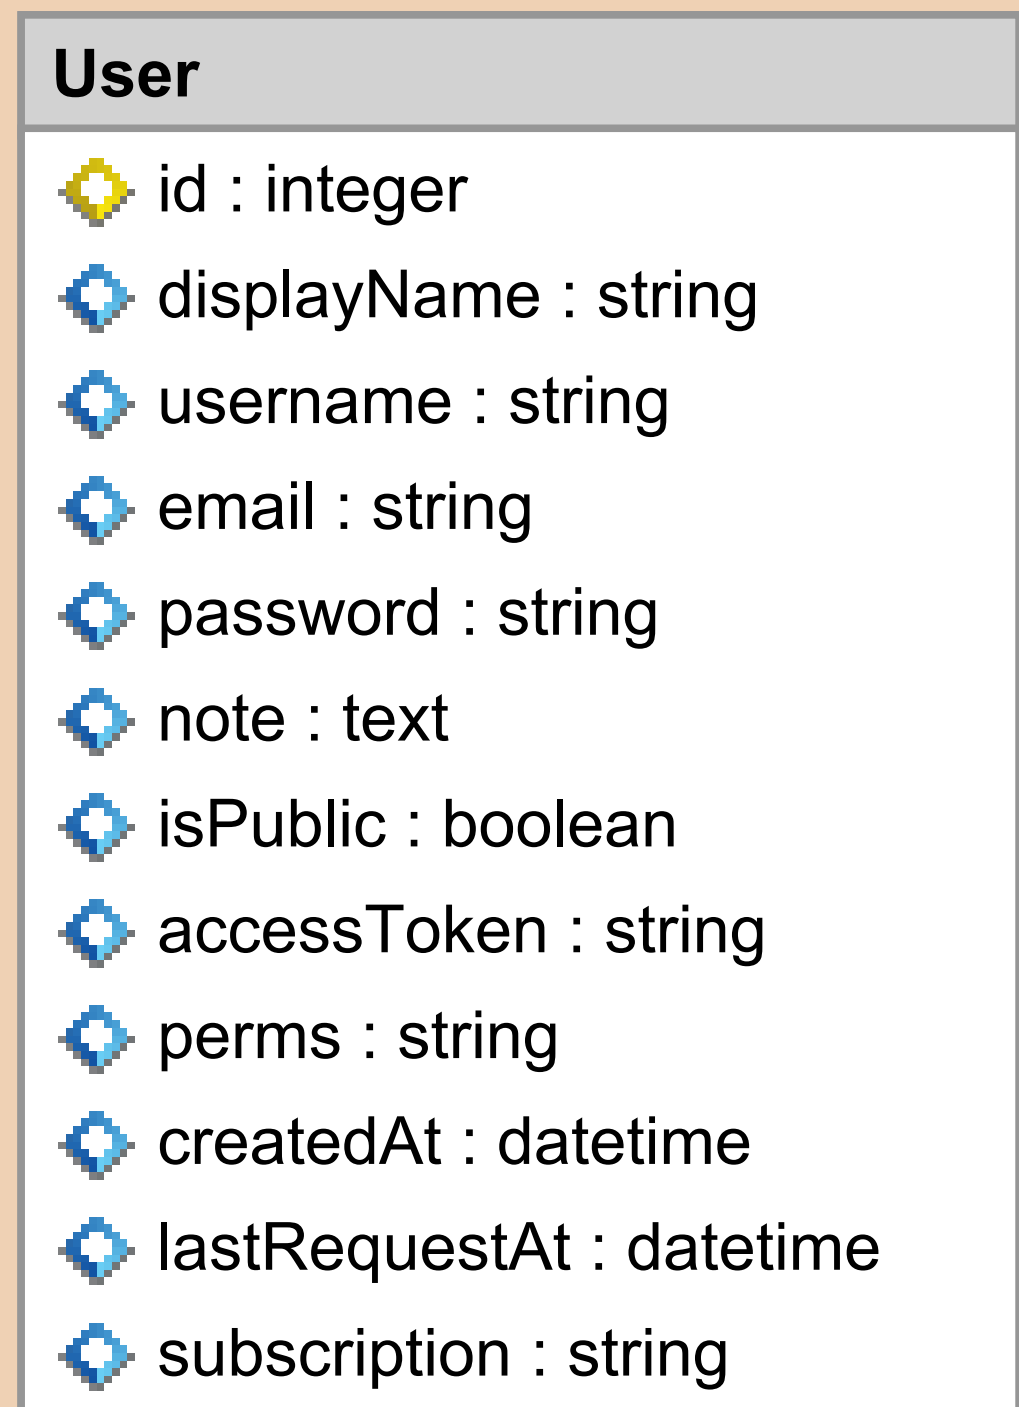 User
id : integer
displayName : string
username : string
email : string
password : string
note : text
isPublic : boolean
accessToken : string
perms : string
createdAt : datetime
lastRequestAt : datetime
subscription : string